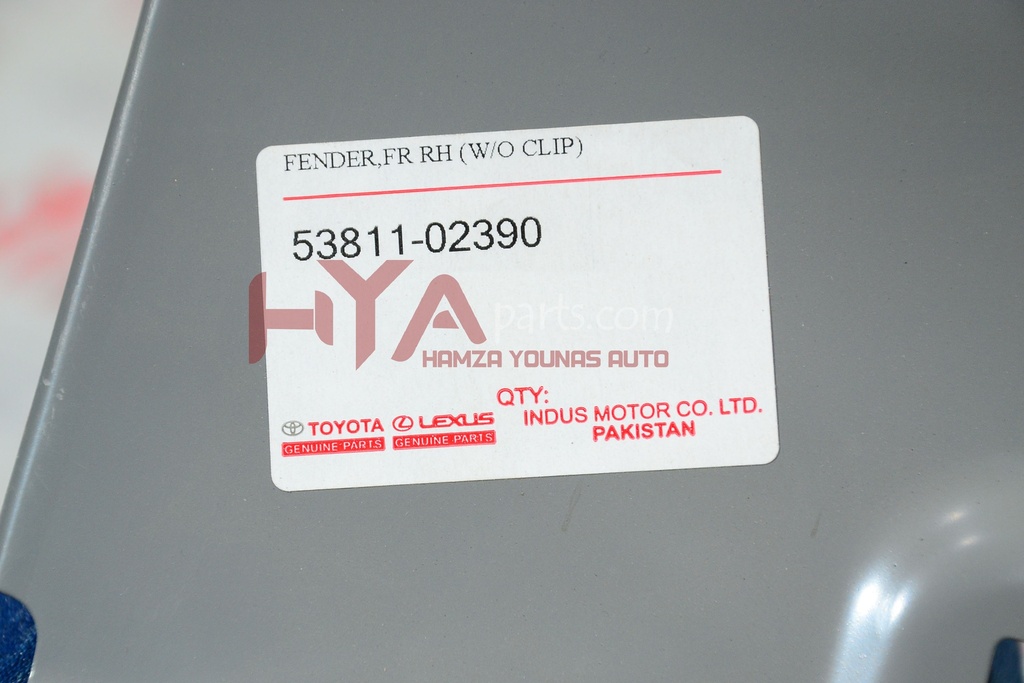 FENDER,FR RH (W/O CLIP)
53811-02390
HYA parts.com
HAMZA YOUNAS AUTO
QTY:
TOYOTA LEXUS INDUS MOTOR CO. LTD.
GENUINE PARTS GENUINE PARTS PAKISTAN